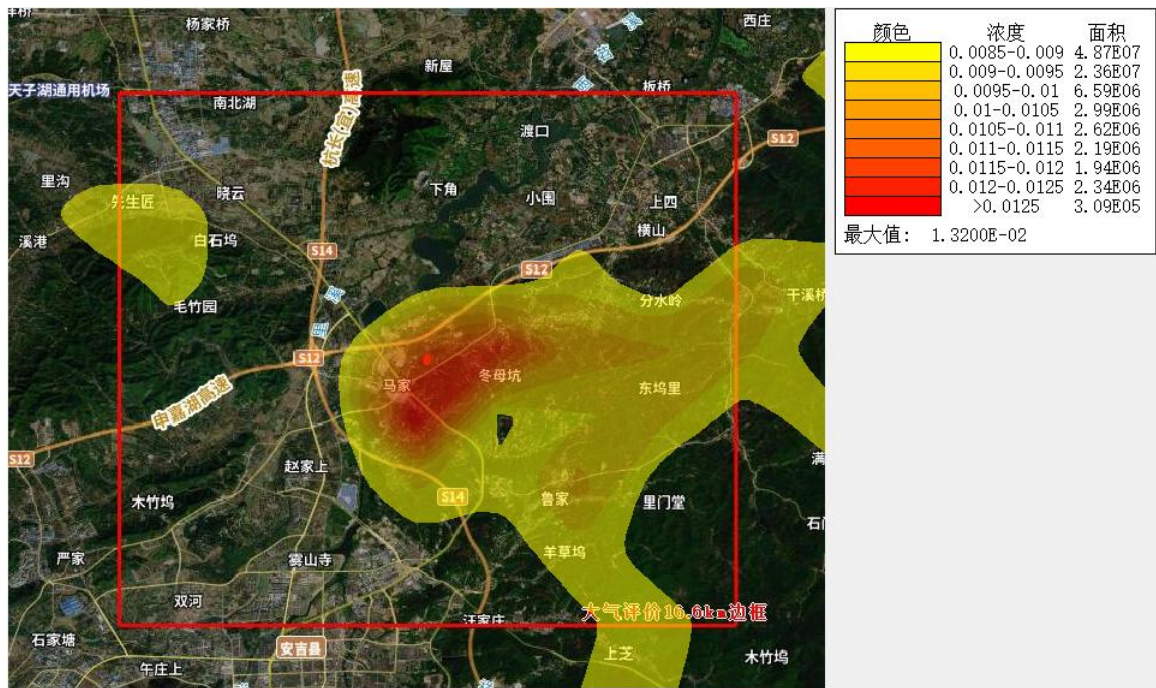 杨家桥
西庄
新屋
天子湖通用机场
板桥
南北湖
杭长(宜)高速
渡口
S12
里沟
晓云
下角
先生匠
小围
上四
溪港
白石坞
横山
S14
S12
毛竹园
分水岭
干溪桥
里溪
S12
马家
冬母坑
东坞里
申嘉湖高速
S12
赵家上
满
木竹坞
S14
鲁家
里门堂
石门
羊草坞
严家
雾山寺
双河
汪家庄
大气评价16.6km边框
石家塘
安吉县
上芝
木竹坞
午庄上
颜色 浓度 面积
0.0085-0.009 4.87E07
0.009-0.0095 2.36E07
0.0095-0.01 6.59E06
0.01-0.0105 2.99E06
0.0105-0.011 2.62E06
0.011-0.0115 2.19E06
0.0115-0.012 1.94E06
0.012-0.0125 2.34E06
>0.0125 3.09E05
最大值: 1.3200E-02